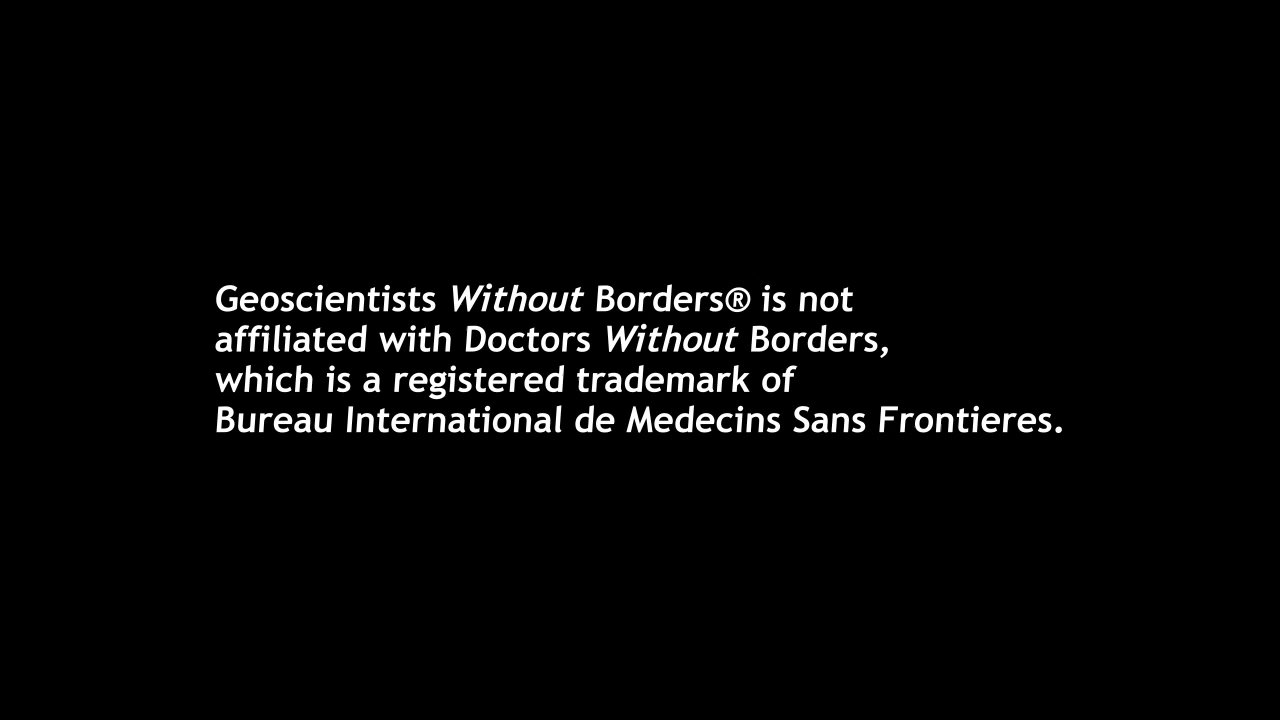 Geoscientists Without Borders® is not
affiliated with Doctors Without Borders,
which is a registered trademark of
Bureau International de Medecins Sans Frontieres.